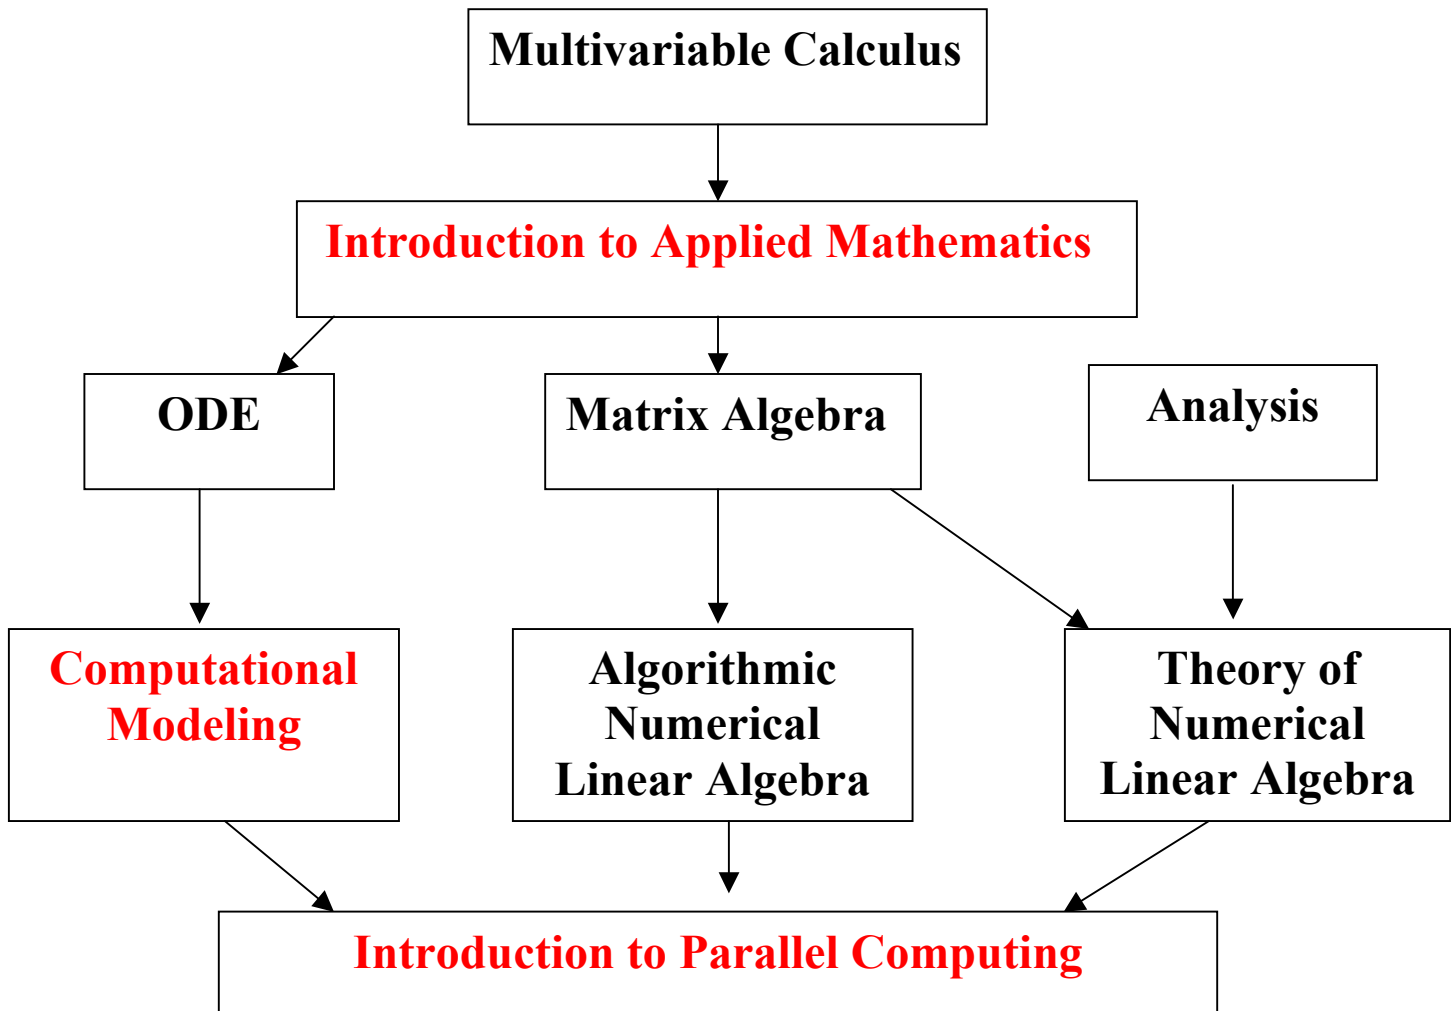 Multivariable Calculus
Introduction to Applied Mathematics
ODE
Matrix Algebra
Analysis
Computational
Modeling
Algorithmic
Numerical
Linear Algebra
Theory of
Numerical
Linear Algebra
Introduction to Parallel Computing